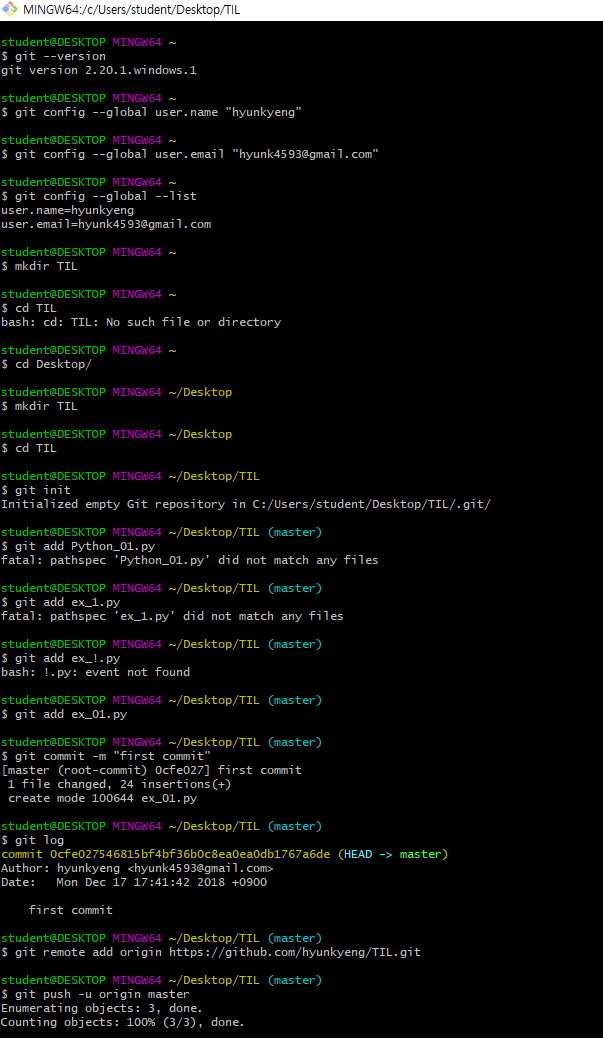 MINGW64:/c/Users/student/Desktop/TIL
student@DESKTOP MINGW64 ~
$ git --version
git version 2.20.1.windows.1
student@DESKTOP MINGW64 ~
$ git config --global user.name "hyunkyeng"
student@DESKTOP MINGW64 ~
$ git config --global user.email "hyunk4593@gmail.com"
student@DESKTOP MINGW64 ~
$ git config --global --list
user.name=hyunkyeng
user.email=hyunk4593@gmail.com
student@DESKTOP MINGW64 ~
$ mkdir TIL
student@DESKTOP MINGW64 ~
$ cd TIL
bash: cd: TIL: No such file or directory
student@DESKTOP MINGW64 ~
$ cd Desktop/
student@DESKTOP MINGW64 ~/Desktop
$ mkdir TIL
student@DESKTOP MINGW64 ~/Desktop
$ cd TIL
student@DESKTOP MINGW64 ~/Desktop/TIL
$ git init
Initialized empty Git repository in C:/Users/student/Desktop/TIL/.git/
student@DESKTOP MINGW64 ~/Desktop/TIL (master)
$ git add Python_01.py
fatal: pathspec 'Python_01.py' did not match any files
student@DESKTOP MINGW64 ~/Desktop/TIL (master)
$ git add ex_1.py
fatal: pathspec 'ex_1.py' did not match any files
student@DESKTOP MINGW64 ~/Desktop/TIL (master)
$ git add ex_!.py
bash: !.py: event not found
student@DESKTOP MINGW64 ~/Desktop/TIL (master)
$ git add ex_01.py
student@DESKTOP MINGW64 ~/Desktop/TIL (master)
$ git commit -m "first commit"
[master (root-commit) 0cfe027] first commit
 1 file changed, 24 insertions(+)
 create mode 100644 ex_01.py
student@DESKTOP MINGW64 ~/Desktop/TIL (master)
$ git log
commit 0cfe027546815bf4bf36b0c8ea0ea0db1767a6de (HEAD -> master)
Author: hyunkyeng <hyunk4593@gmail.com>
Date:   Mon Dec 17 17:41:42 2018 +0900
    first commit
student@DESKTOP MINGW64 ~/Desktop/TIL (master)
$ git remote add origin https://github.com/hyunkyeng/TIL.git
student@DESKTOP MINGW64 ~/Desktop/TIL (master)
$ git push -u origin master
Enumerating objects: 3, done.
Counting objects: 100% (3/3), done.